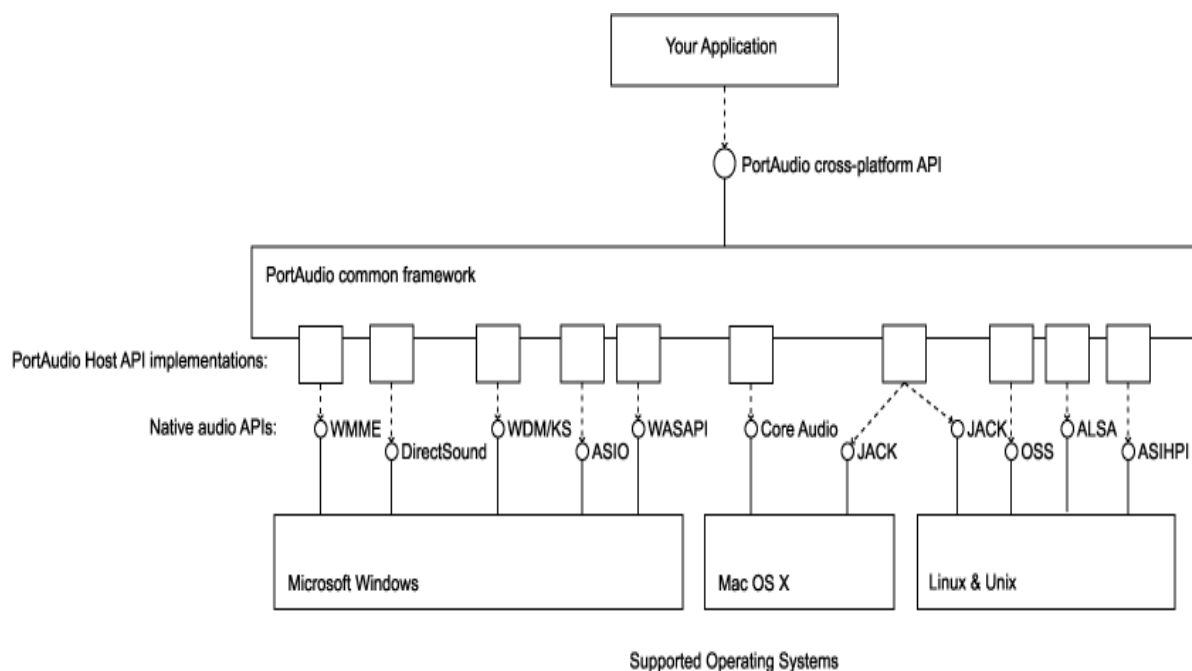 Your Application
PortAudio cross-platform API
PortAudio common framework
PortAudio Host API implementations:
Native audio APIs:
WMME
WDM/KS
WASAPI
Core Audio
JACK
ALSA
DirectSound
ASIO
JACK
OSS
ASIHPI
Microsoft Windows
Mac OS X
Linux & Unix
Supported Operating Systems